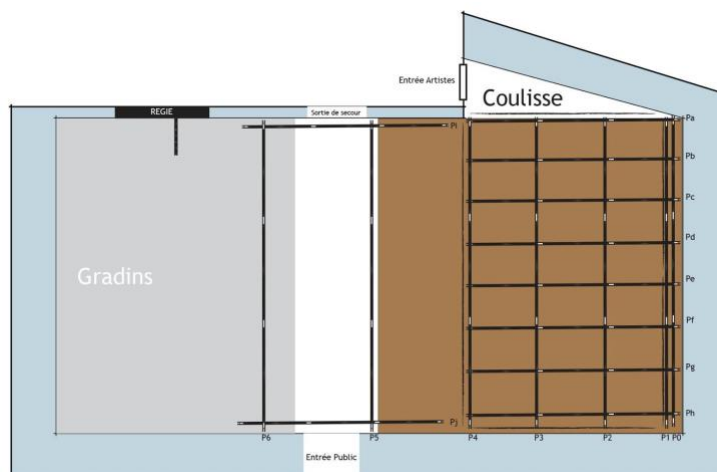 Entrée Artistes
Coulisse
REGIE
Sortie de secour
Pa
Pi
Pb
Pc
Pd
Gradins
Pe
Pf
Pg
Ph
Pj
P6
P5
P4
P3
P2
P1
P0
Entrée Public